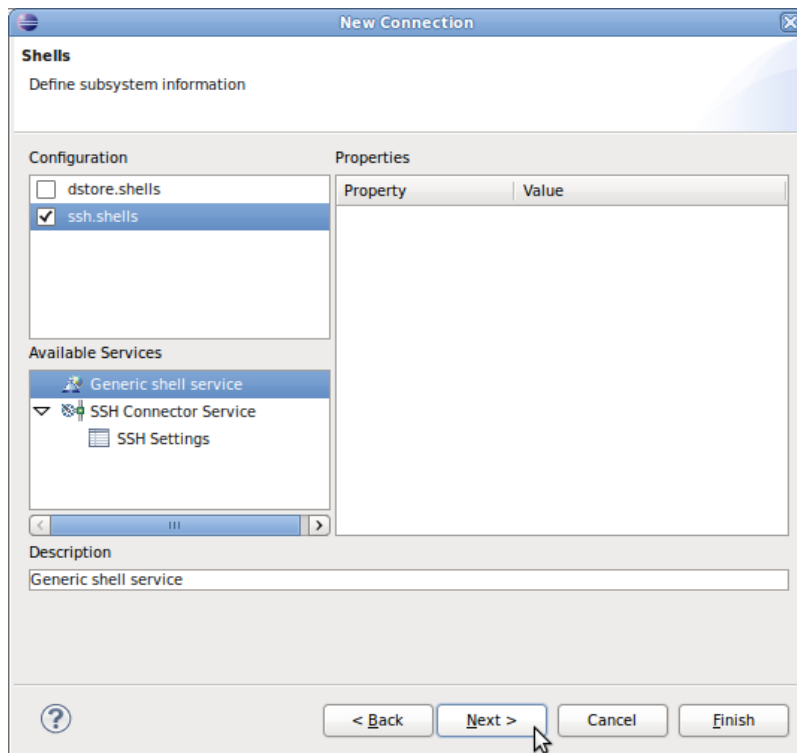 New Connection
Shells
Define subsystem information
Configuration
dstore.shells
ssh.shells
Properties
Property Value
Available Services
Generic shell service
SSH Connector Service
SSH Settings
Description
Generic shell service
< Back Next > Cancel Finish